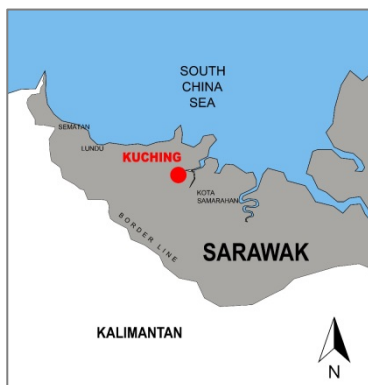 SOUTH
CHINA
SEA
SEMATAN
LUNDU
KUCHING
KOTA
SAMARAHAN
BORDER LINE
SARAWAK
KALIMANTAN
N